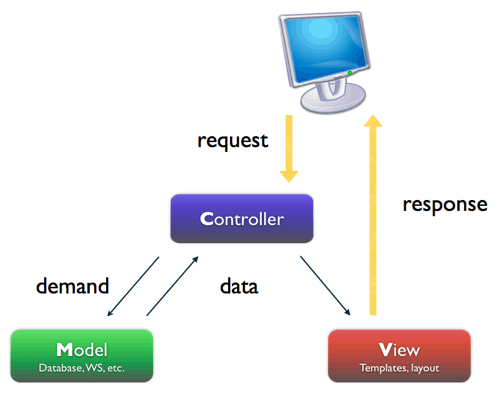 request
response
Controller
demand
data
Model
Database, WS, etc.
View
Templates, layout